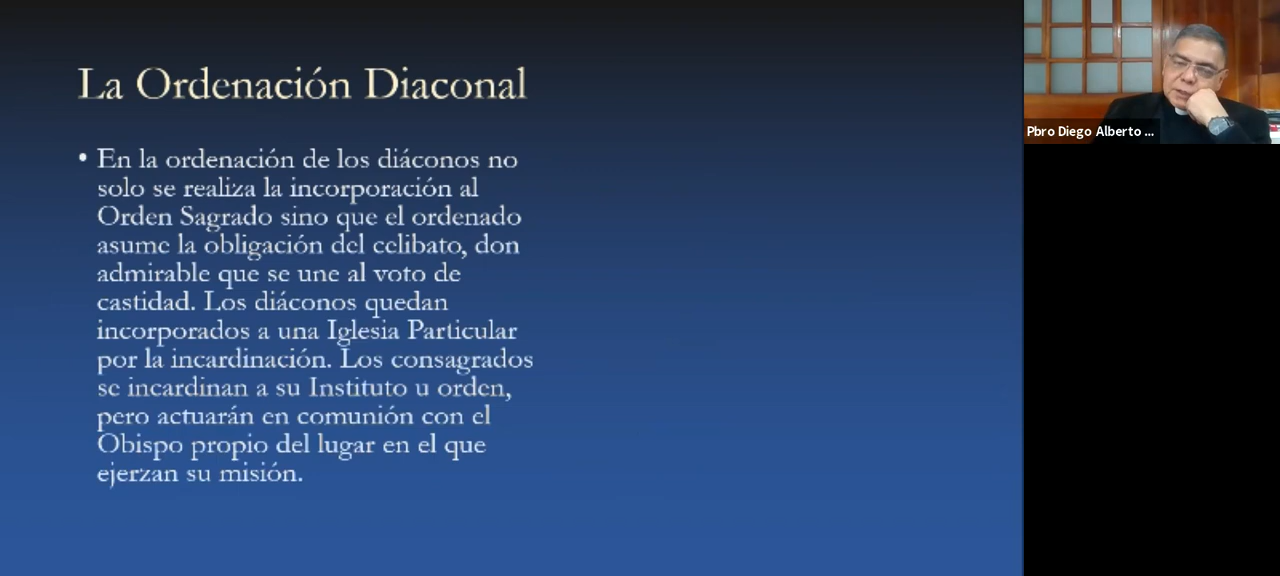 La Ordenación Diaconal
• En la ordenación de los diáconos no
solo se realiza la incorporación al
Orden Sagrado sino que el ordenado
asume la obligación del celibato, don
admirable que se une al voto de
castidad. Los diáconos quedan
incorporados a una Iglesia Particular
por la incardinación. Los consagrados
se incardinan a su Instituto u orden,
pero actuarán en comunión con el
Obispo propio del lugar en el que
ejerzan su misión.
Pbro Diego Alberto ...